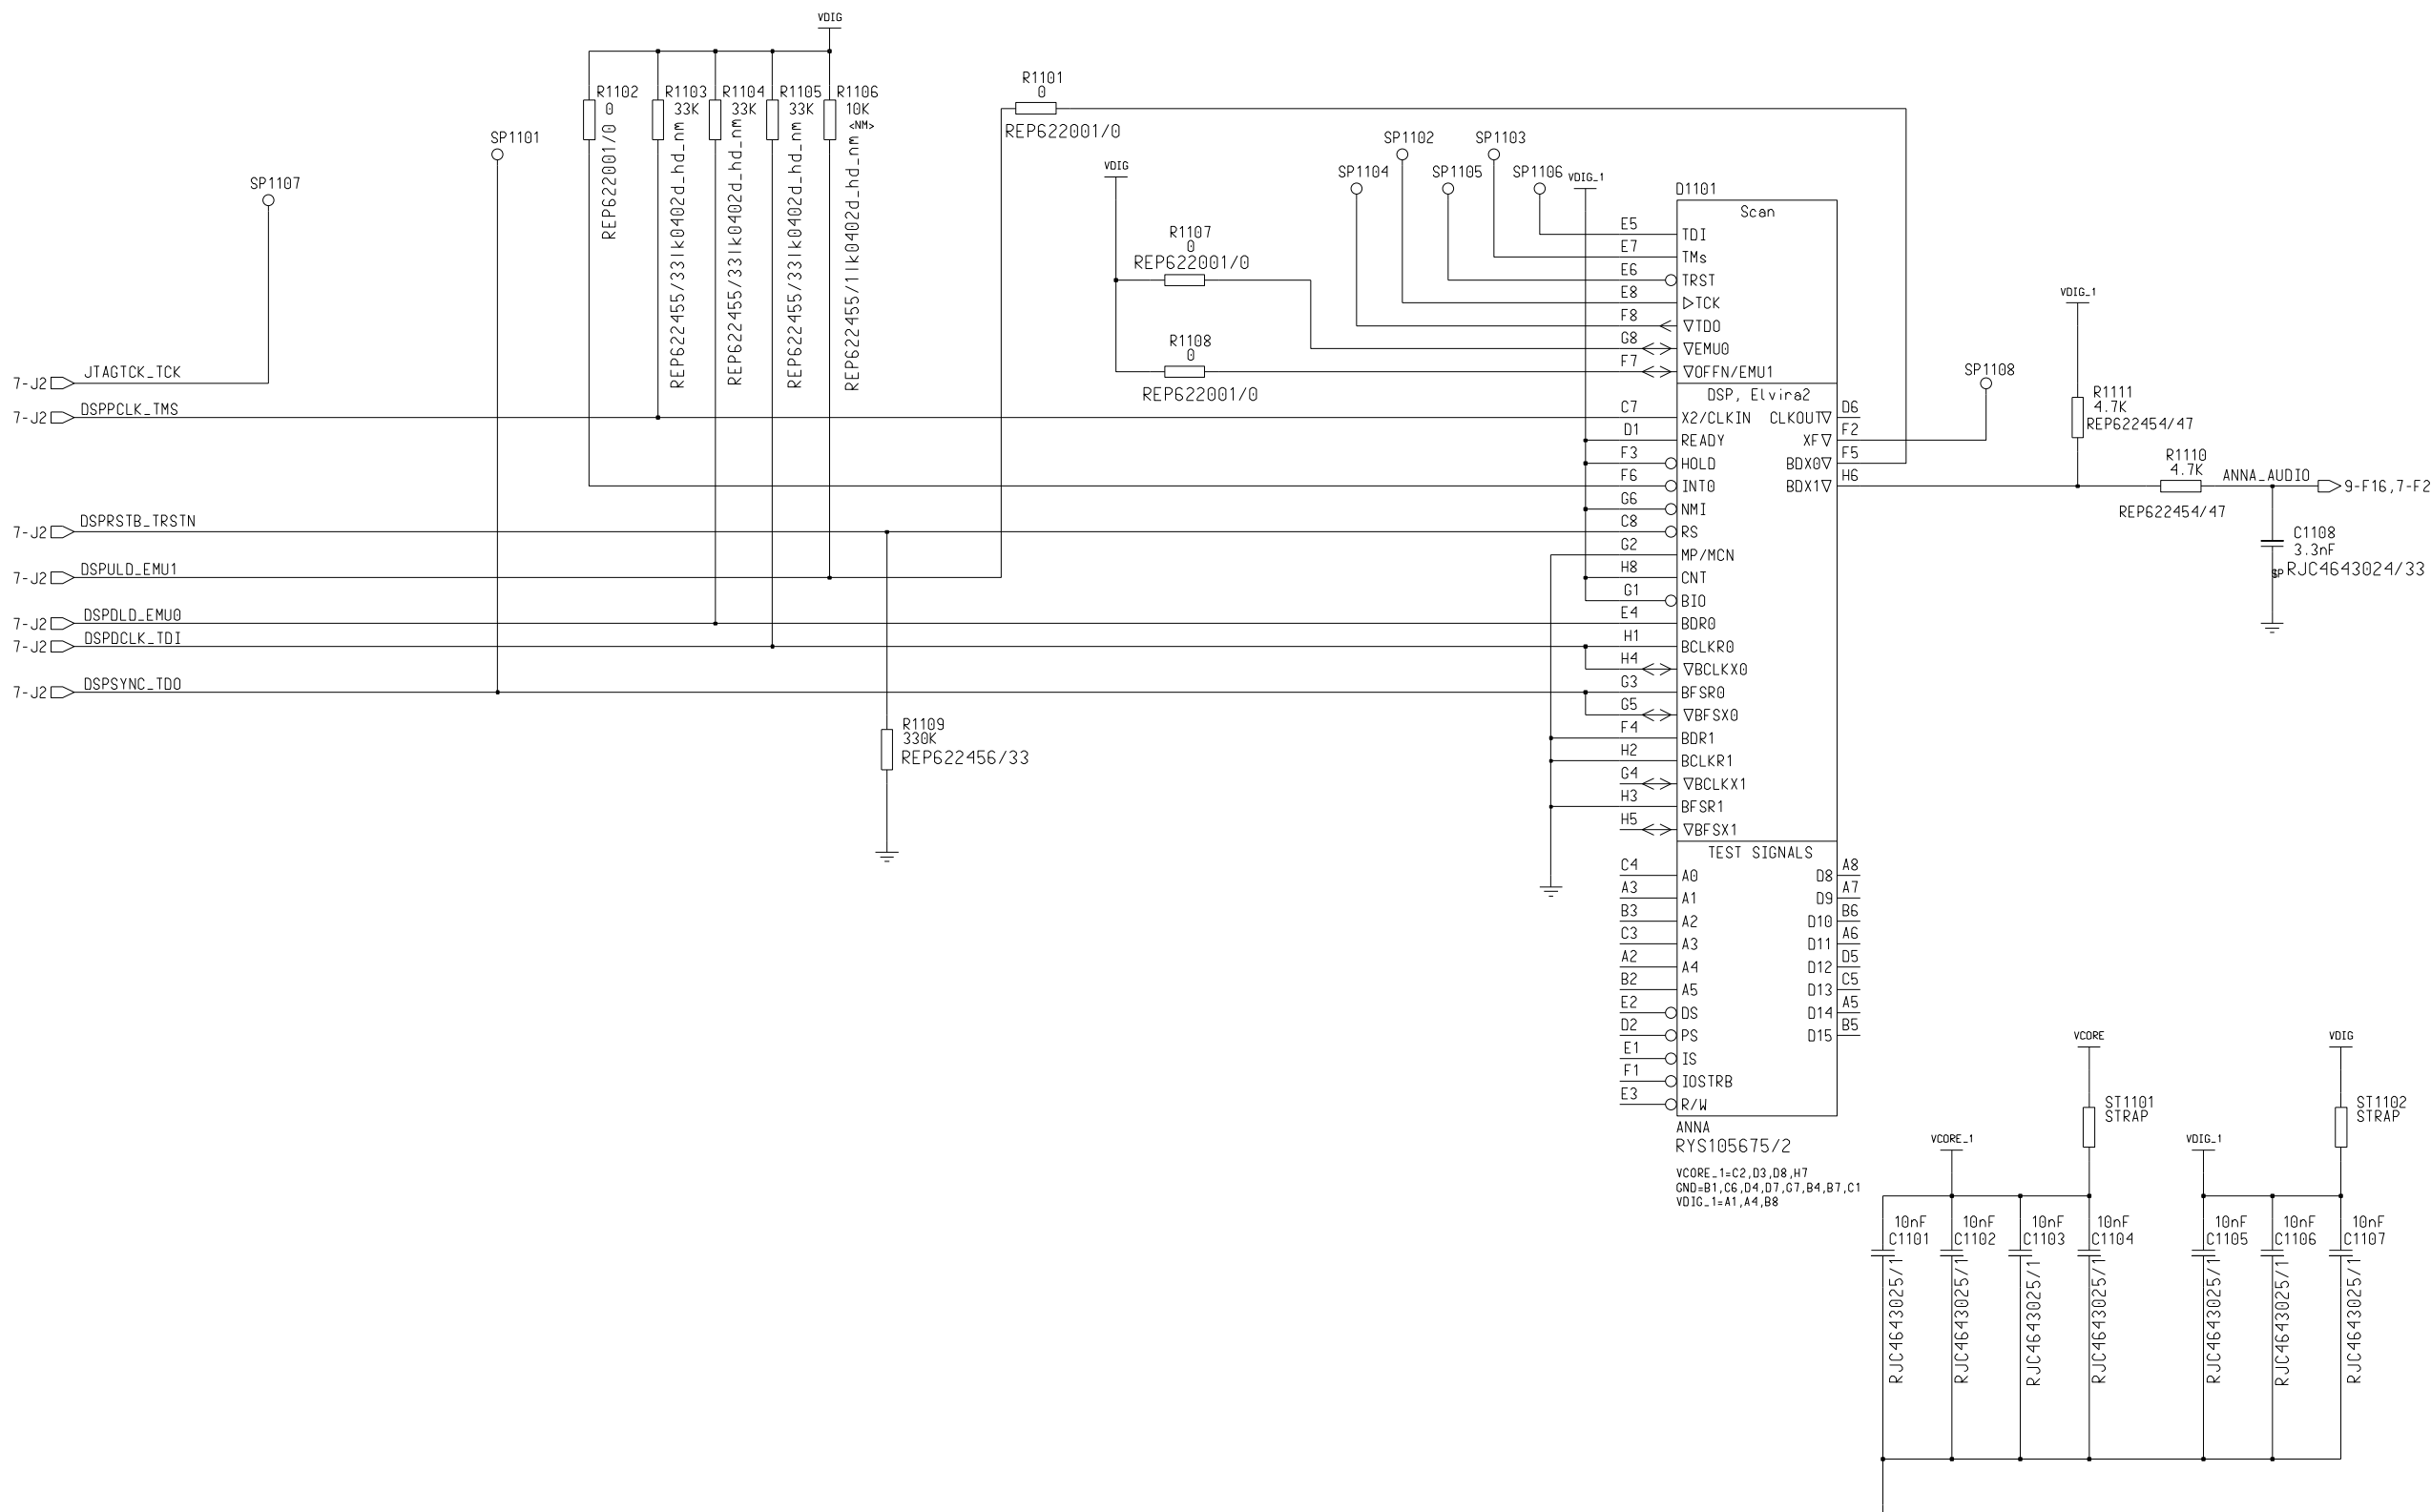 VDIG
R1102
0
REP622001/0
R1103
33K
REP622455/33lk0402d_hd_nm
R1104
33K
REP622455/33lk0402d_hd_nm
R1105
33K
REP622455/33lk0402d_hd_nm
R1106
10K
<NM>
REP622455/1lk0402d_hd_nm
R1101
0
REP622001/0
SP1101
SP1107
SP1102
SP1103
SP1104
SP1105
SP1106
VDIG
VDIG_1
R1107
0
REP622001/0
R1108
0
REP622001/0
7-J2 JTAGTCK_TCK
7-J2 DSPPCLK_TMS
7-J2 DSPRSTB_TRSTN
7-J2 DSPULD_EMU1
7-J2 DSPDLD_EMU0
7-J2 DSPDCLK_TDI
7-J2 DSPSYNC_TDO
R1109
330K
REP622456/33
D1101
Scan
E5 TDI
E7 TMs
E6 TRST
E8 TCK
F8 TDO
G8 EMU0
F7 OFFN/EMU1
DSP, Elvira2
C7 X2/CLKIN CLKOUT D6
D1 READY XF F2
F3 HOLD BDX0 F5
F6 INT0 BDX1 H6
G6 NMI
C8 RS
G2 MP/MCN
H8 CNT
G1 BIO
E4 BDR0
H1 BCLKR0
H4 BCLKX0
G3 BFSR0
G5 BFSX0
F4 BDR1
H2 BCLKR1
G4 BCLKX1
H3 BFSR1
H5 BFSX1
TEST SIGNALS
C4 A0 D8 A8
A3 A1 D9 A7
B3 A2 D10 B6
C3 A3 D11 A6
A2 A4 D12 D5
B2 A5 D13 C5
E2 DS D14 A5
D2 PS D15 B5
E1 IS
F1 IOSTRB
E3 R/W
ANNA
RYS105675/2
VCORE_1=C2,D3,D8,H7
GND=B1,C6,D4,D7,G7,B4,B7,C1
VDIG_1=A1,A4,B8
SP1108
VDIG_1
R1111
4.7K
REP622454/47
R1110
4.7K
REP622454/47
ANNA_AUDIO
9-F16,7-F2
C1108
3.3nF
RJC4643024/33
VCORE
ST1101
STRAP
VCORE_1
VDIG
ST1102
STRAP
VDIG_1
10nF
C1101
RJC4643025/1
10nF
C1102
RJC4643025/1
10nF
C1103
RJC4643025/1
10nF
C1104
RJC4643025/1
10nF
C1105
RJC4643025/1
10nF
C1106
RJC4643025/1
10nF
C1107
RJC4643025/1